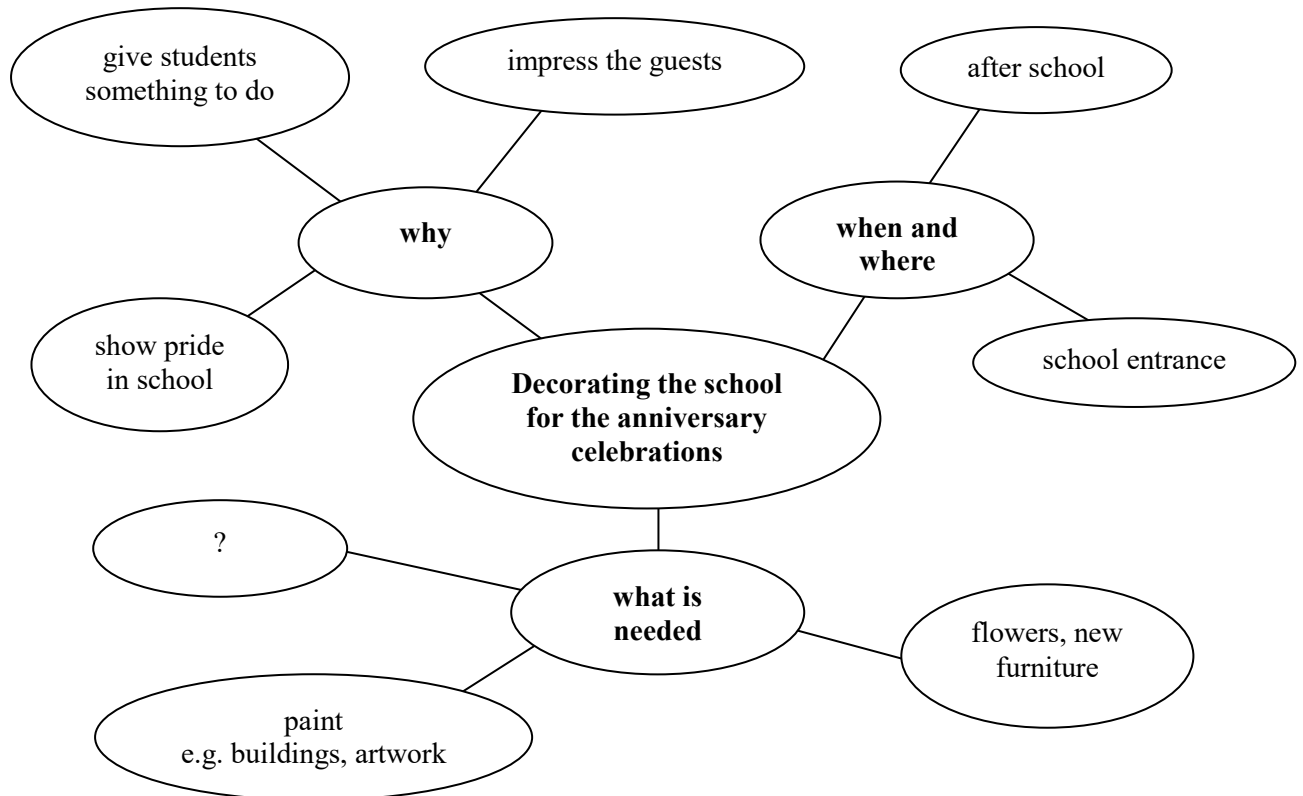 give students
something to do
impress the guests
after school
why
when and
where
show pride
in school
school entrance
Decorating the school
for the anniversary
celebrations
?
what is
needed
flowers, new
furniture
paint
e.g. buildings, artwork